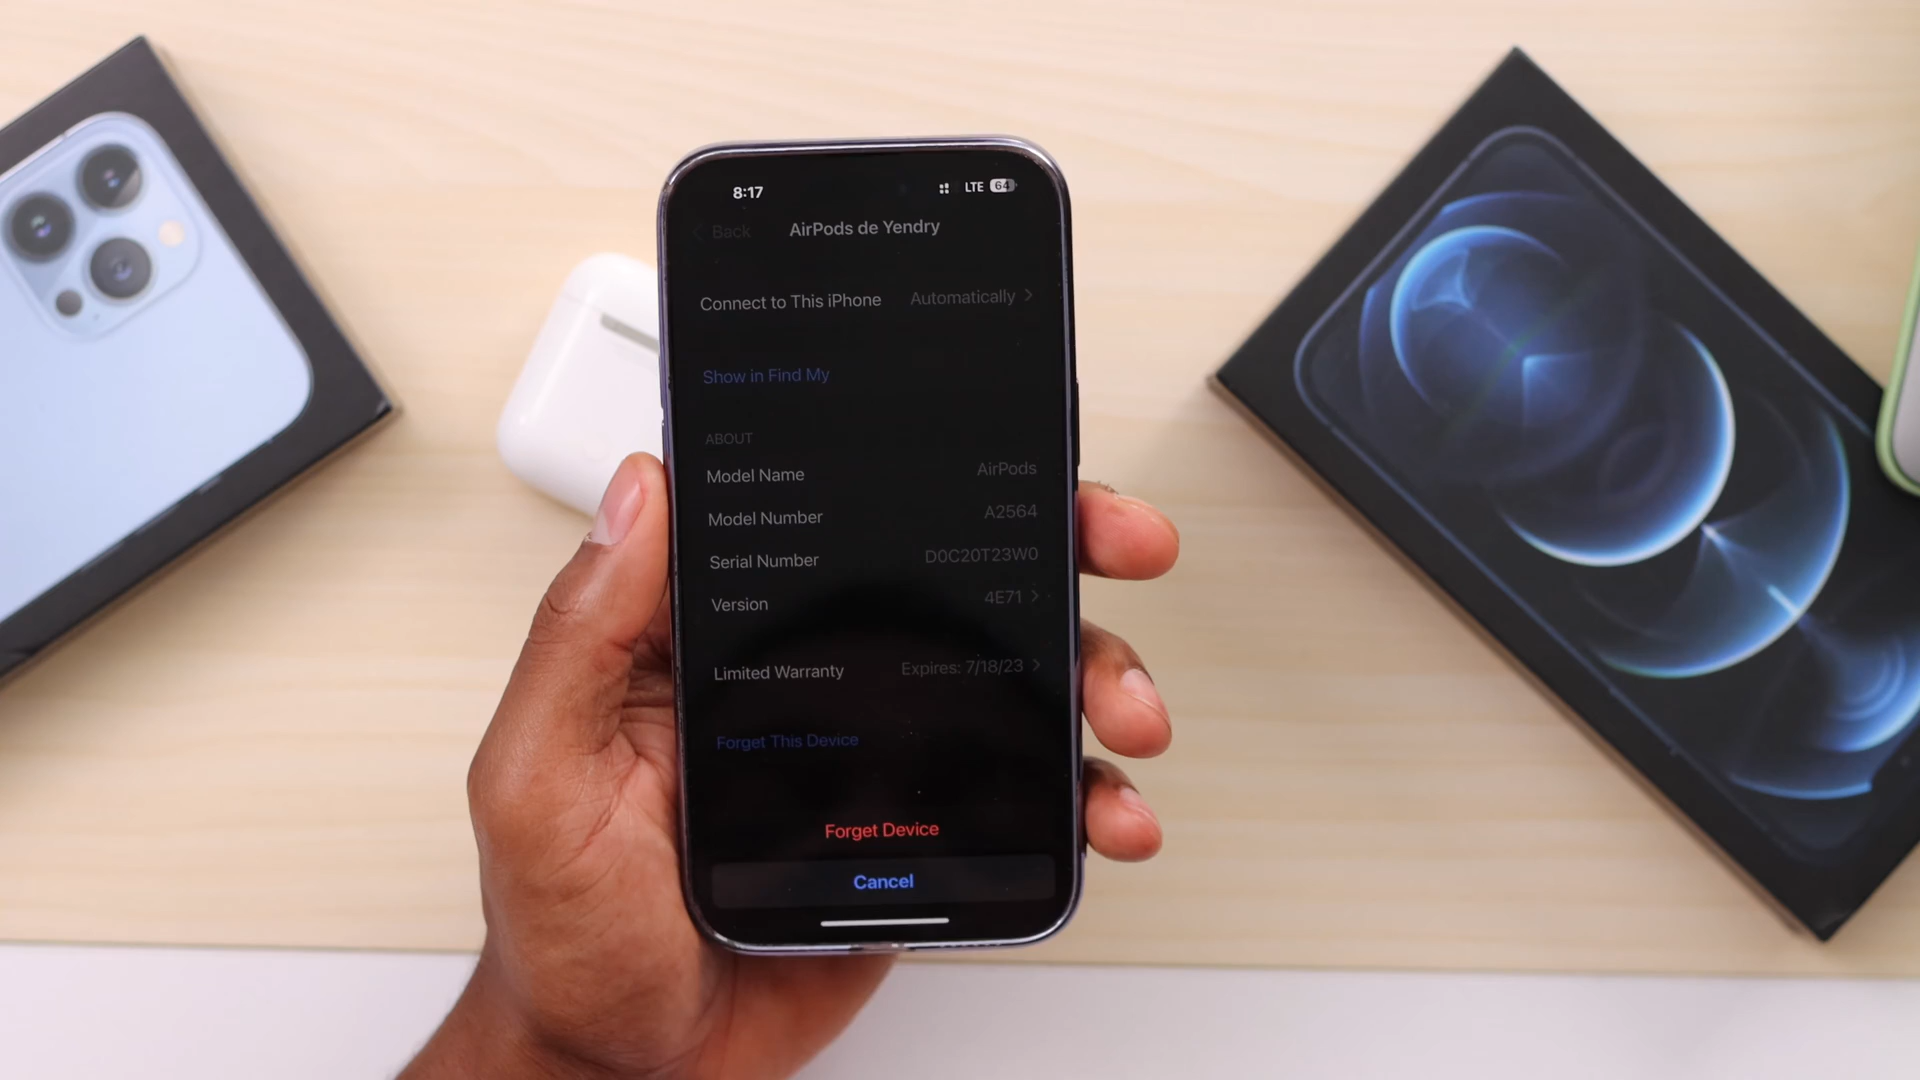 8:17 LTE 64
Back AirPods de Yendry
Connect to This iPhone Automatically
Show in Find My
ABOUT
Model Name AirPods
Model Number A2564
Serial Number D0C20T23W0
Version 4E71
Limited Warranty Expires: 7/18/23
Forget This Device
Forget Device
Cancel